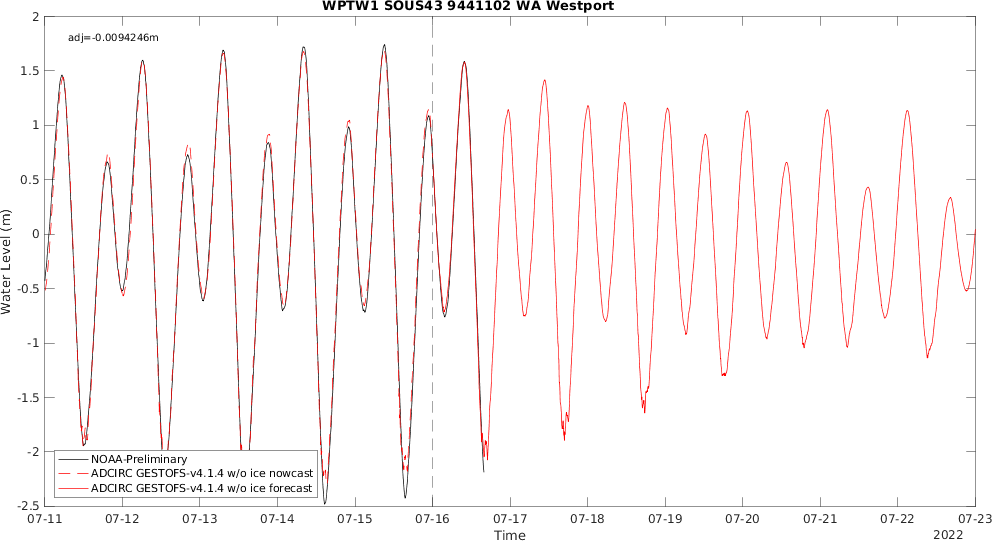 WPTW1 SOUS43 9441102 WA Westport
adj=-0.0094246m
Water Level (m)
2
1.5
1
0.5
0
-0.5
-1
-1.5
-2
-2.5
NOAA-Preliminary
ADCIRC GESTOFS-v4.1.4 w/o ice nowcast
ADCIRC GESTOFS-v4.1.4 w/o ice forecast
07-11 07-12 07-13 07-14 07-15 07-16 07-17 07-18 07-19 07-20 07-21 07-22 07-23
Time
2022